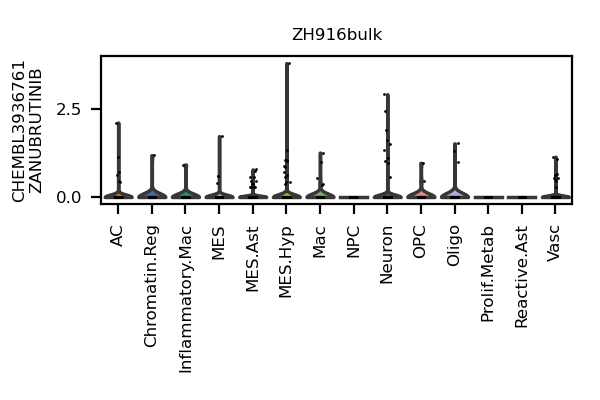 ZH916bulk
CHEMBL3936761
ZANUBRUTINIB
2.5
0.0
AC
Chromatin.Reg
Inflammatory.Mac
MES
MES.Ast
MES.Hyp
Mac
NPC
Neuron
OPC
Oligo
Prolif.Metab
Reactive.Ast
Vasc